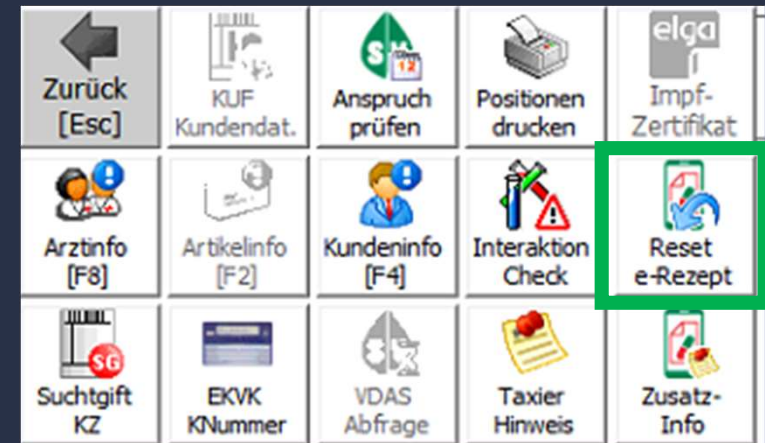 Zurück
[Esc]
KUF
Kundendat.
Anspruch
prüfen
12
Positionen
drucken
elga
Impf-
Zertifikat
Arztinfo
[F8]
Artikelinfo
[F2]
Kundeninfo
[F4]
Interaktion
Check
Reset
e-Rezept
SG
Suchtgift
KZ
EKVK
KNummer
VDAS
Abfrage
Taxier
Hinweis
Zusatz-
Info